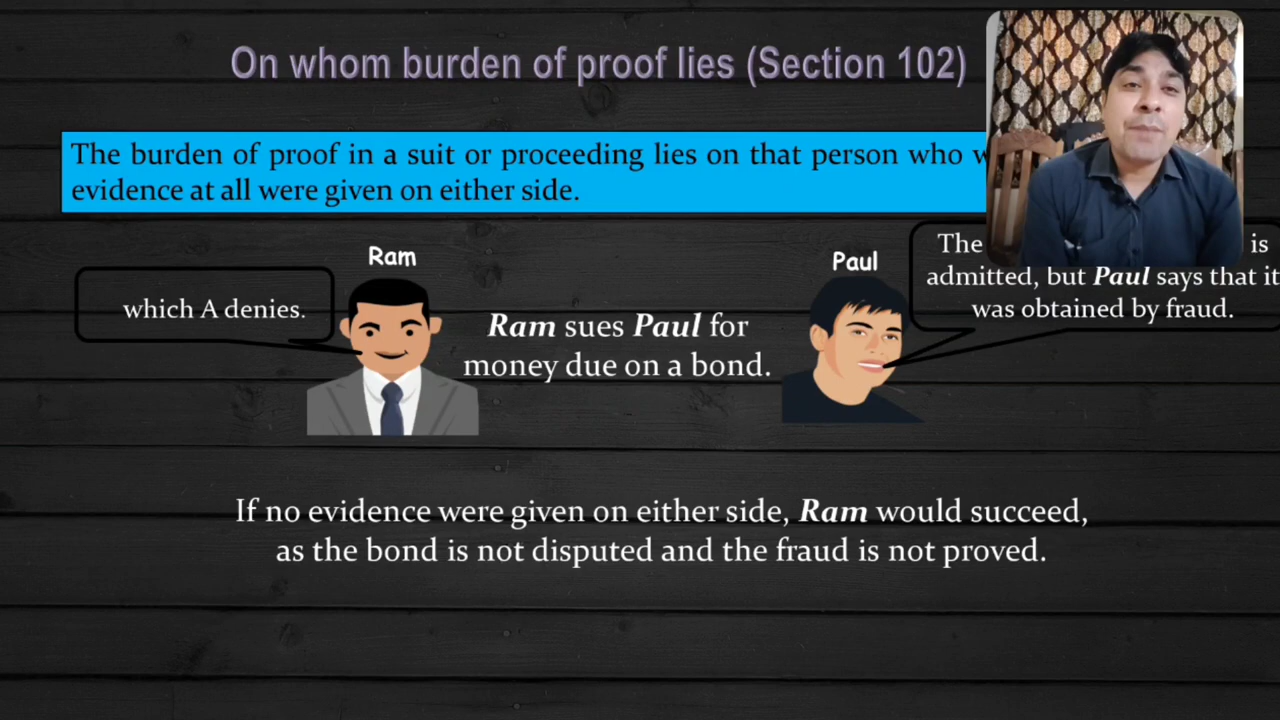 On whom burden of proof lies (Section 102)
The burden of proof in a suit or proceeding lies on that person who
evidence at all were given on either side.
Ram
Paul
which A denies.
Ram sues Paul for
money due on a bond.
The is
admitted, but Paul says that it
was obtained by fraud.
If no evidence were given on either side, Ram would succeed,
as the bond is not disputed and the fraud is not proved.